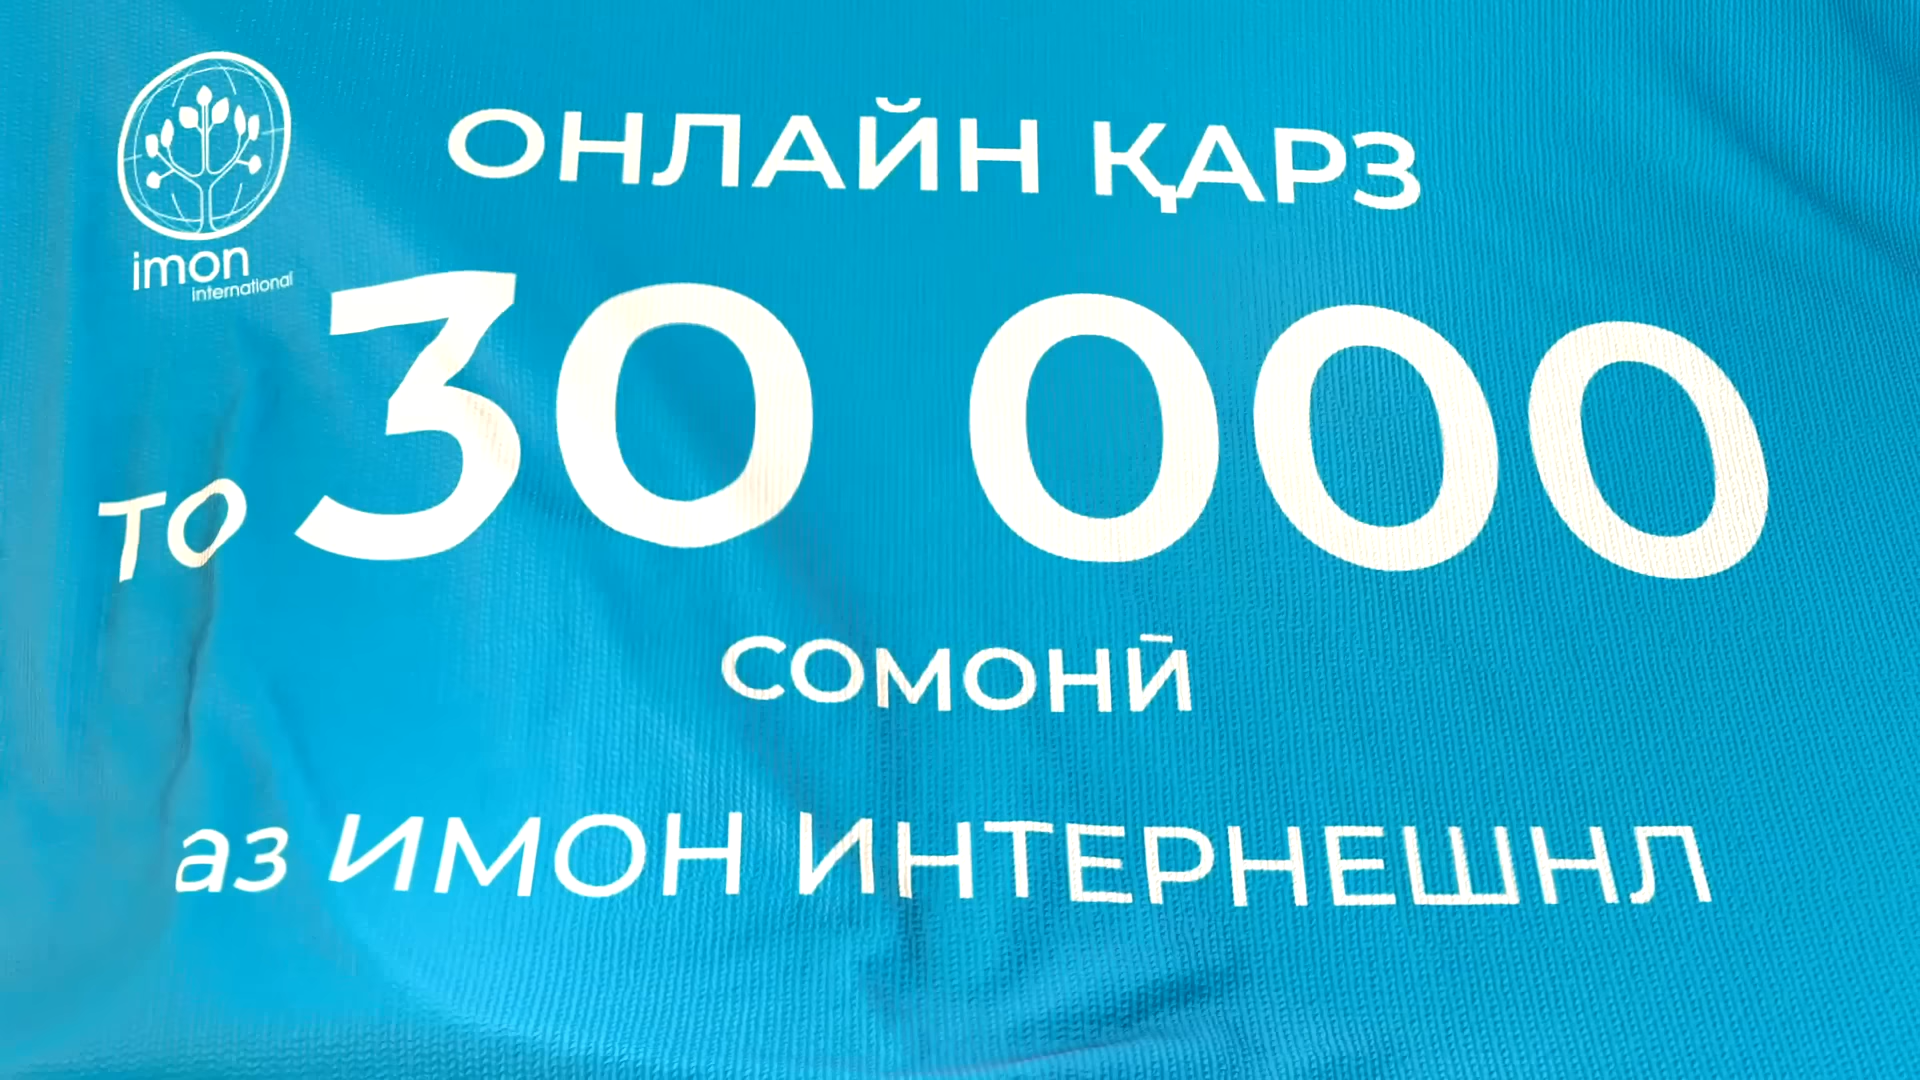 imon
international
ОНЛАЙН ҚАРЗ
то 30 000
СОМОНӢ
аз ИМОН ИНТЕРНЕШНЛ